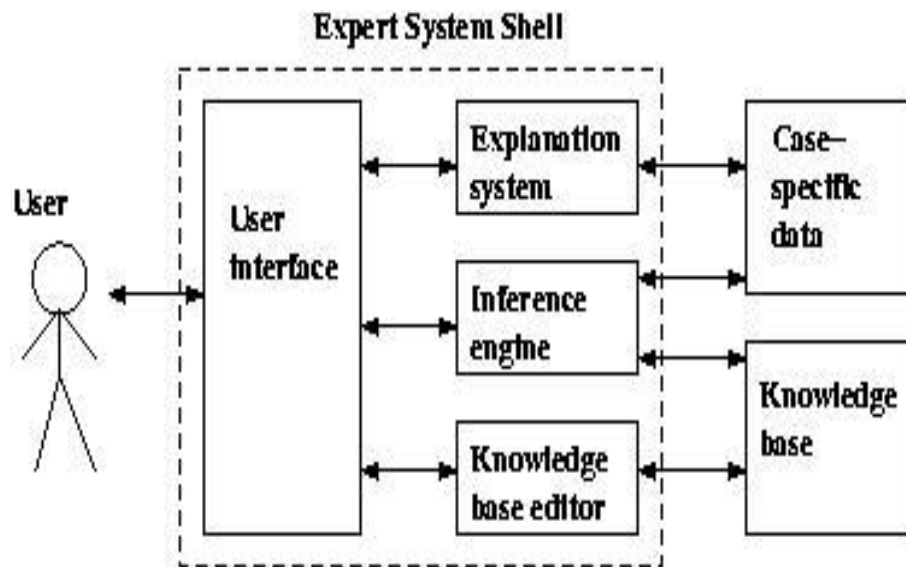 Expert System Shell
User
User
interface
Explanation
system
Inference
engine
Knowledge
base editor
Case–
specific
data
Knowledge
base